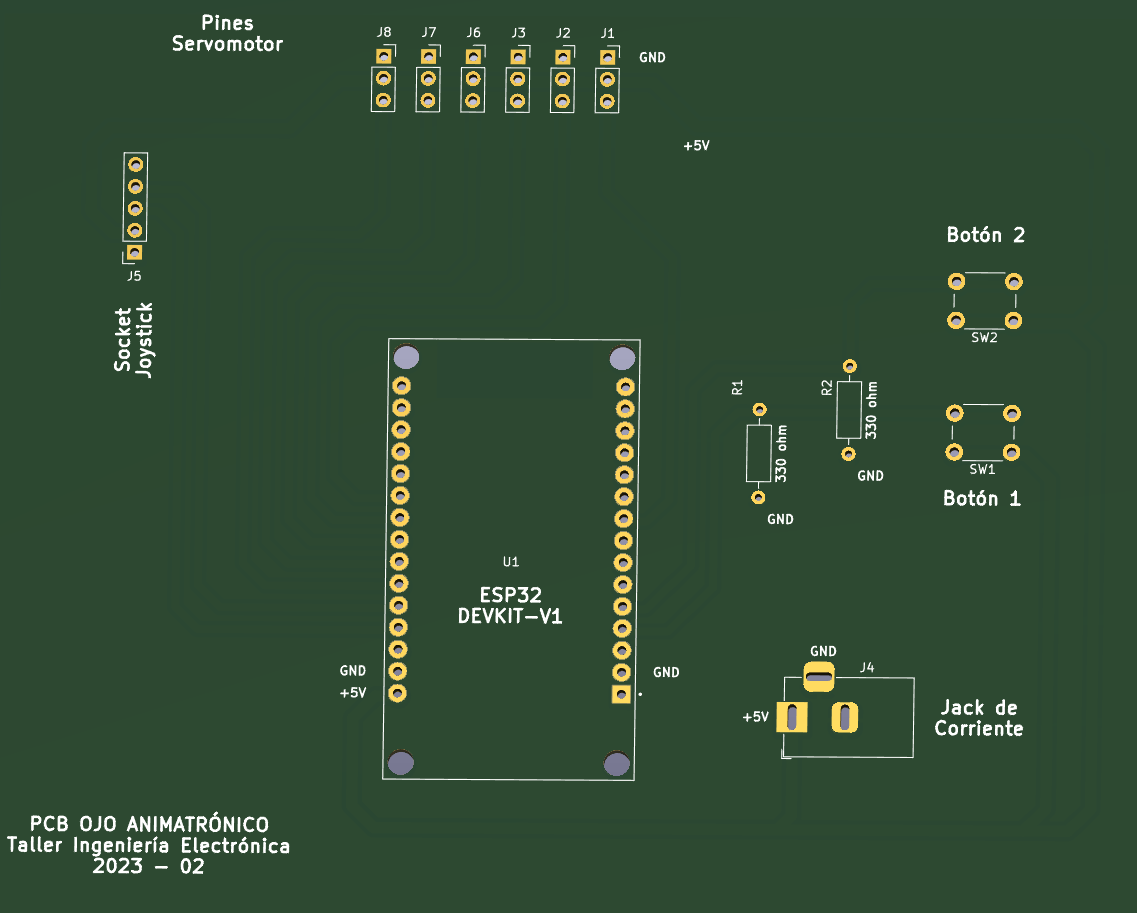 Pines
Servomotor
J8
J7
J6
J3
J2
J1
GND
+5V
J5
Socket
Joystick
Botón 2
SW2
R1
330 ohm
GND
R2
330 ohm
GND
SW1
Botón 1
U1
ESP32
DEVKIT-V1
GND
+5V
GND
GND
J4
+5V
Jack de
Corriente
PCB OJO ANIMATRÓNICO
Taller Ingeniería Electrónica
2023 - 02